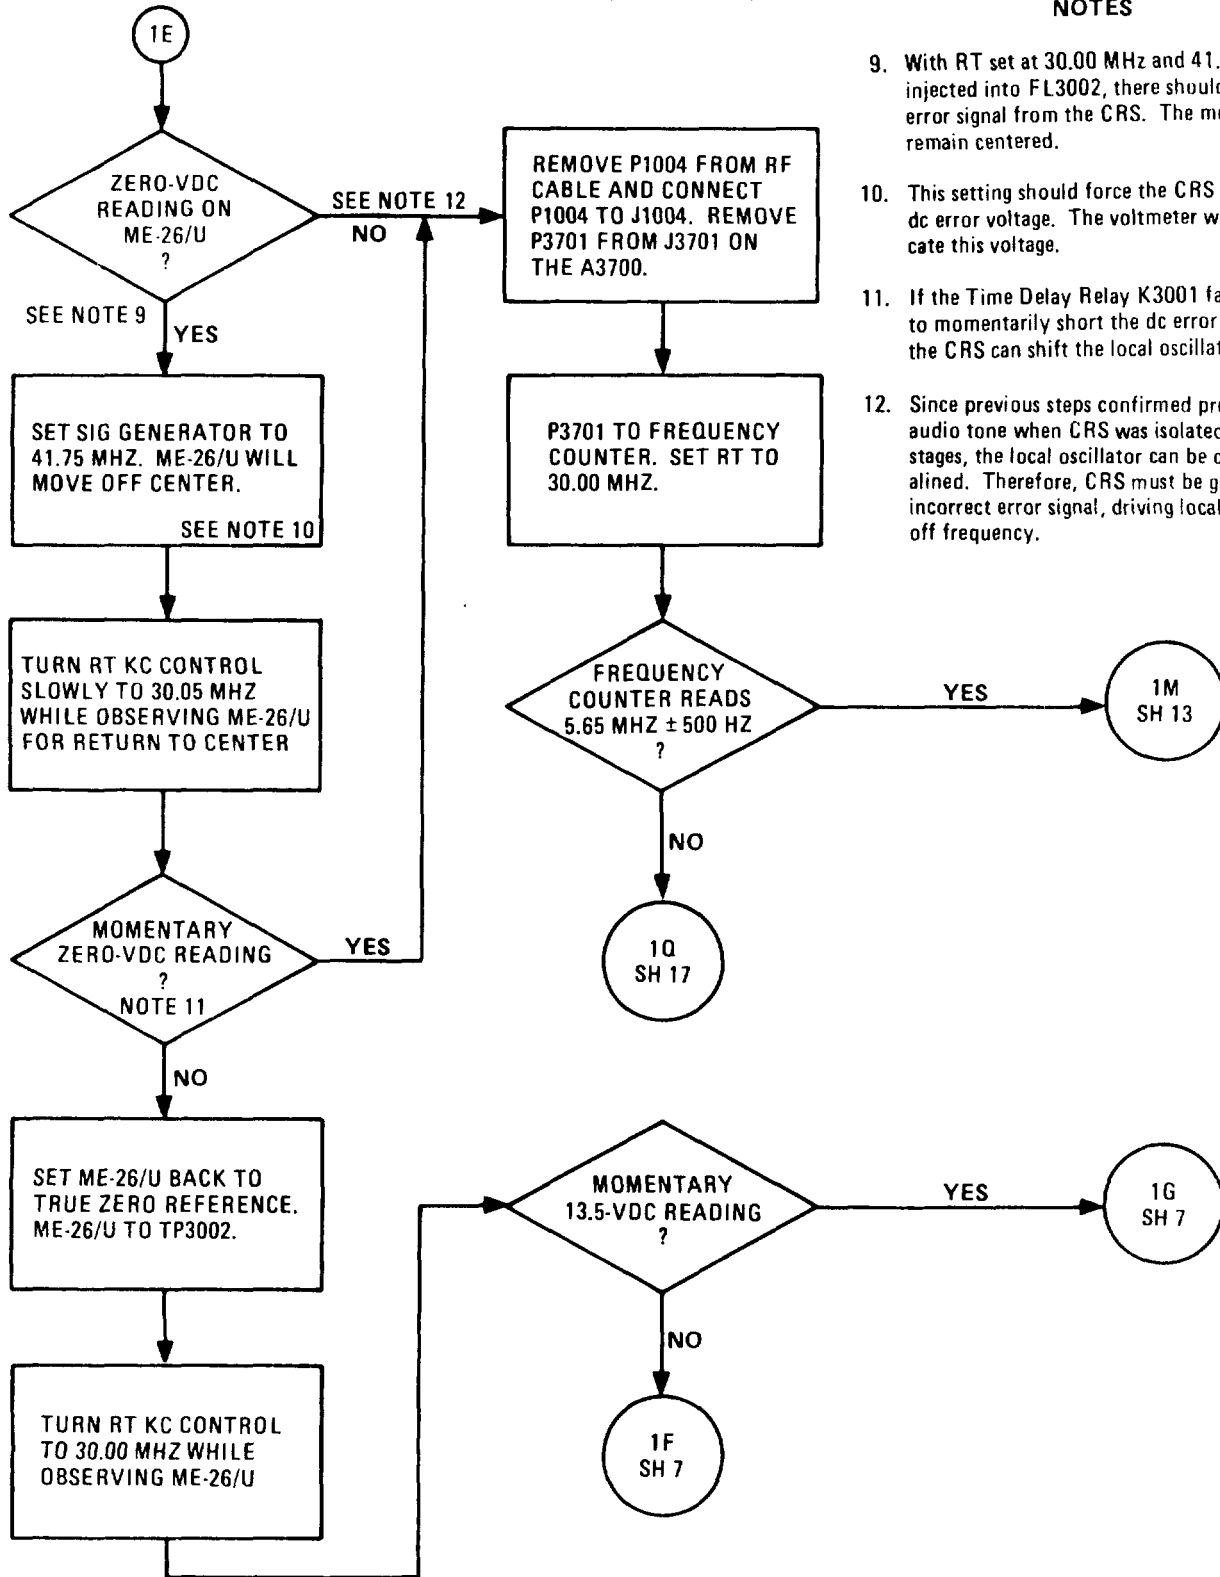 1E
ZERO-VDC
READING ON
ME-26/U
?
SEE NOTE 12
NO
SEE NOTE 9
YES
SET SIG GENERATOR TO
41.75 MHZ. ME-26/U WILL
MOVE OFF CENTER.
SEE NOTE 10
TURN RT KC CONTROL
SLOWLY TO 30.05 MHZ
WHILE OBSERVING ME-26/U
FOR RETURN TO CENTER
MOMENTARY
ZERO-VDC READING
?
NOTE 11
YES
NO
SET ME-26/U BACK TO
TRUE ZERO REFERENCE.
ME-26/U TO TP3002.
TURN RT KC CONTROL
TO 30.00 MHZ WHILE
OBSERVING ME-26/U
REMOVE P1004 FROM RF
CABLE AND CONNECT
P1004 TO J1004. REMOVE
P3701 FROM J3701 ON
THE A3700.
P3701 TO FREQUENCY
COUNTER. SET RT TO
30.00 MHZ.
FREQUENCY
COUNTER READS
5.65 MHZ ± 500 HZ
?
YES
1M
SH 13
NO
1Q
SH 17
MOMENTARY
13.5-VDC READING
?
YES
1G
SH 7
NO
1F
SH 7
NOTES
9. With RT set at 30.00 MHz and 41.
injected into FL3002, there should
error signal from the CRS. The
remain centered.
10. This setting should force the CRS
dc error voltage. The voltmeter
cate this voltage.
11. If the Time Delay Relay K3001
to momentarily short the dc error
the CRS can shift the local
12. Since previous steps confirmed
audio tone when CRS was isolated
stages, the local oscillator can be
alined. Therefore, CRS must be
incorrect error signal, driving local
off frequency.